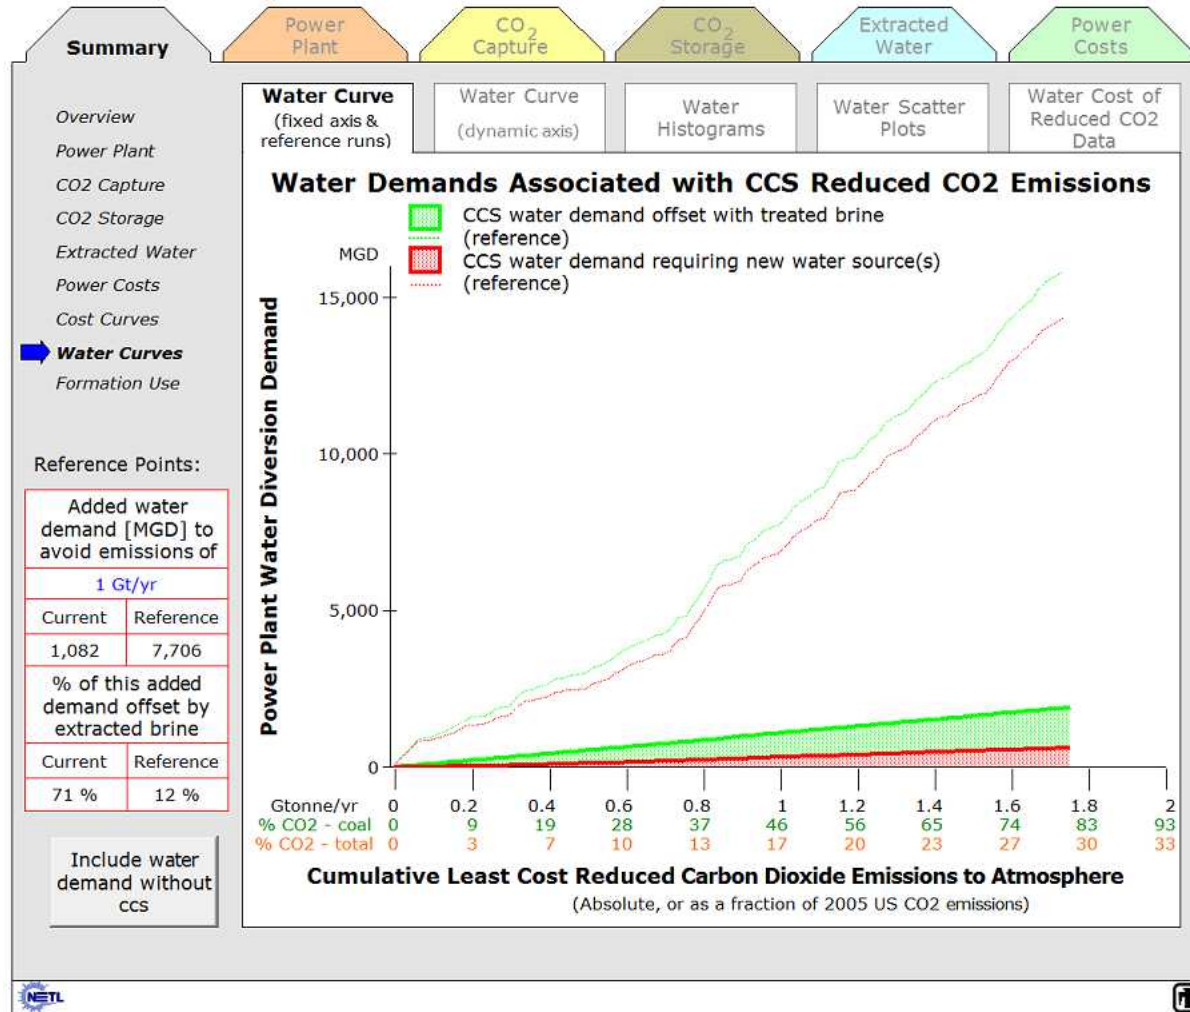 Summary
Power
Plant
CO2
Capture
CO2
Storage
Extracted
Water
Power
Costs
Overview
Power Plant
CO2 Capture
CO2 Storage
Extracted Water
Power Costs
Cost Curves
Water Curves
Formation Use
Reference Points:
Added water
demand [MGD] to
avoid emissions of
1 Gt/yr
Current Reference
1,082 7,706
% of this added
demand offset by
extracted brine
Current Reference
71 % 12 %
Include water
demand without
ccs
Water Curve
(fixed axis &
reference runs)
Water Curve
(dynamic axis)
Water
Histograms
Water Scatter
Plots
Water Cost of
Reduced CO2
Data
Water Demands Associated with CCS Reduced CO2 Emissions
CCS water demand offset with treated brine
(reference)
CCS water demand requiring new water source(s)
(reference)
MGD
Power Plant Water Diversion Demand
15,000
10,000
5,000
0
Gtonne/yr 0 0.2 0.4 0.6 0.8 1 1.2 1.4 1.6 1.8 2
% CO2 - coal 0 9 19 28 37 46 56 65 74 83 93
% CO2 - total 0 3 7 10 13 17 20 23 27 30 33
Cumulative Least Cost Reduced Carbon Dioxide Emissions to Atmosphere
(Absolute, or as a fraction of 2005 US CO2 emissions)
NETL